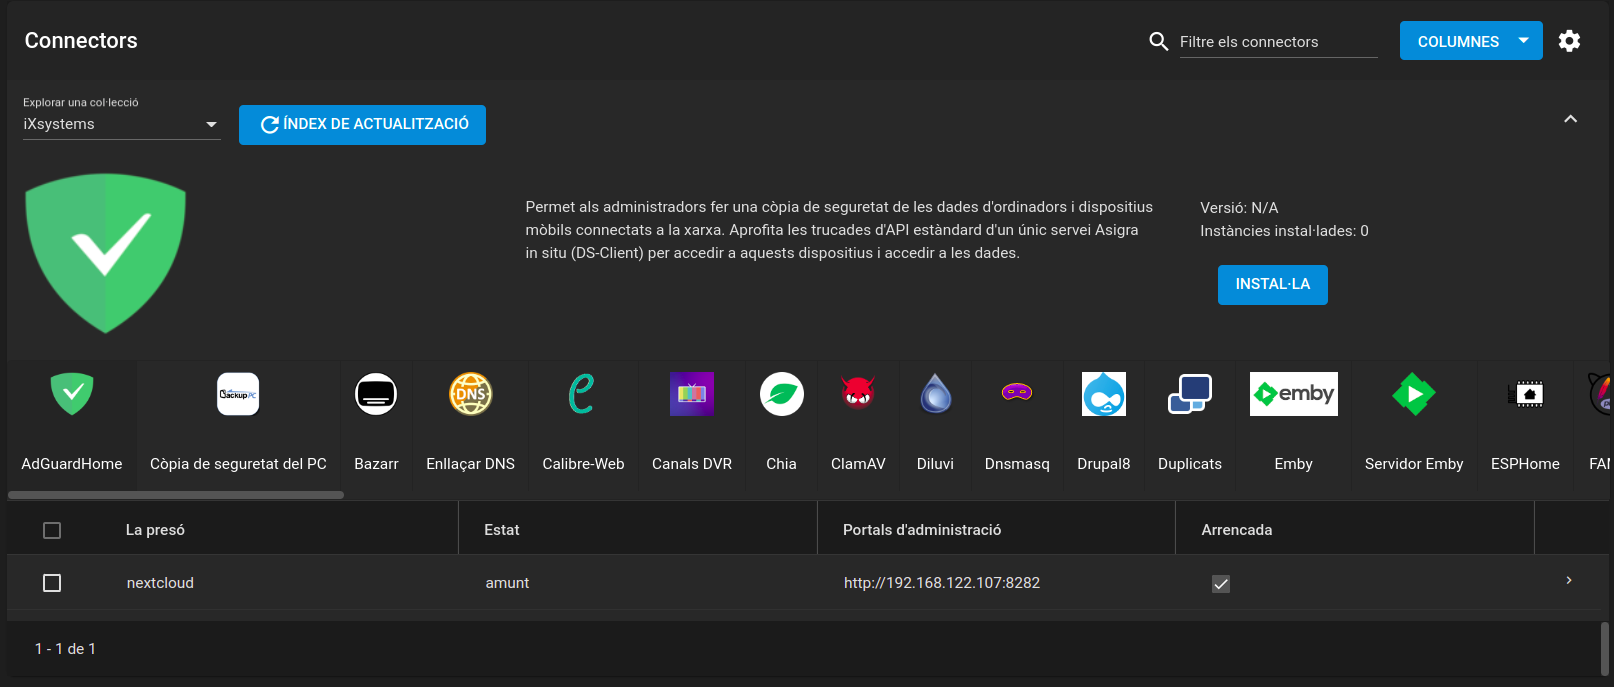 Connectors
Filtre els connectors
COLUMNES
Explorar una col·lecció
iXsystems
ÍNDEX DE ACTUALITZACIÓ
Permet als administradors fer una còpia de seguretat de les dades d'ordinadors i dispositius
mòbils connectats a la xarxa. Aprofita les trucades d'API estàndard d'un únic servei Asigra
in situ (DS-Client) per accedir a aquests dispositius i accedir a les dades.
Versió: N/A
Instàncies instal·lades: 0
INSTAL·LA
BackupPC
DNS
emby
AdGuardHome
Còpia de seguretat del PC
Bazarr
Enllaçar DNS
Calibre-Web
Canals DVR
Chia
ClamAV
Diluvi
Dnsmasq
Drupal8
Duplicats
Emby
Servidor Emby
ESPHome
La presó
Estat
Portals d'administració
Arrencada
nextcloud
amunt
http://192.168.122.107:8282
1 - 1 de 1